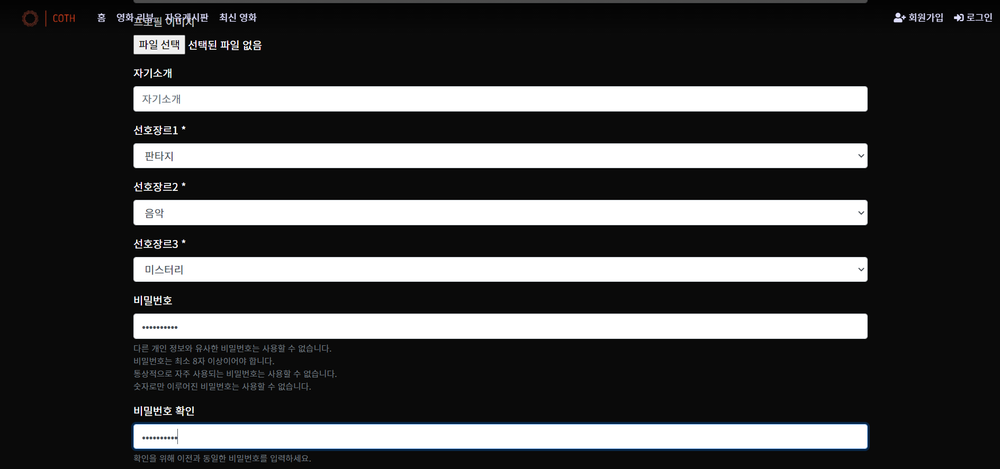 COTH
홈 영화 리뷰 자유게시판 최신 영화
회원가입 로그인
프로필 이미지
파일 선택 선택된 파일 없음
자기소개
자기소개
선호장르1 *
판타지
선호장르2 *
음악
선호장르3 *
미스터리
비밀번호
••••••••••
다른 개인 정보와 유사한 비밀번호는 사용할 수 없습니다.
비밀번호는 최소 8자 이상이어야 합니다.
통상적으로 자주 사용되는 비밀번호는 사용할 수 없습니다.
숫자로만 이루어진 비밀번호는 사용할 수 없습니다.
비밀번호 확인
••••••••••
확인을 위해 이전과 동일한 비밀번호를 입력하세요.